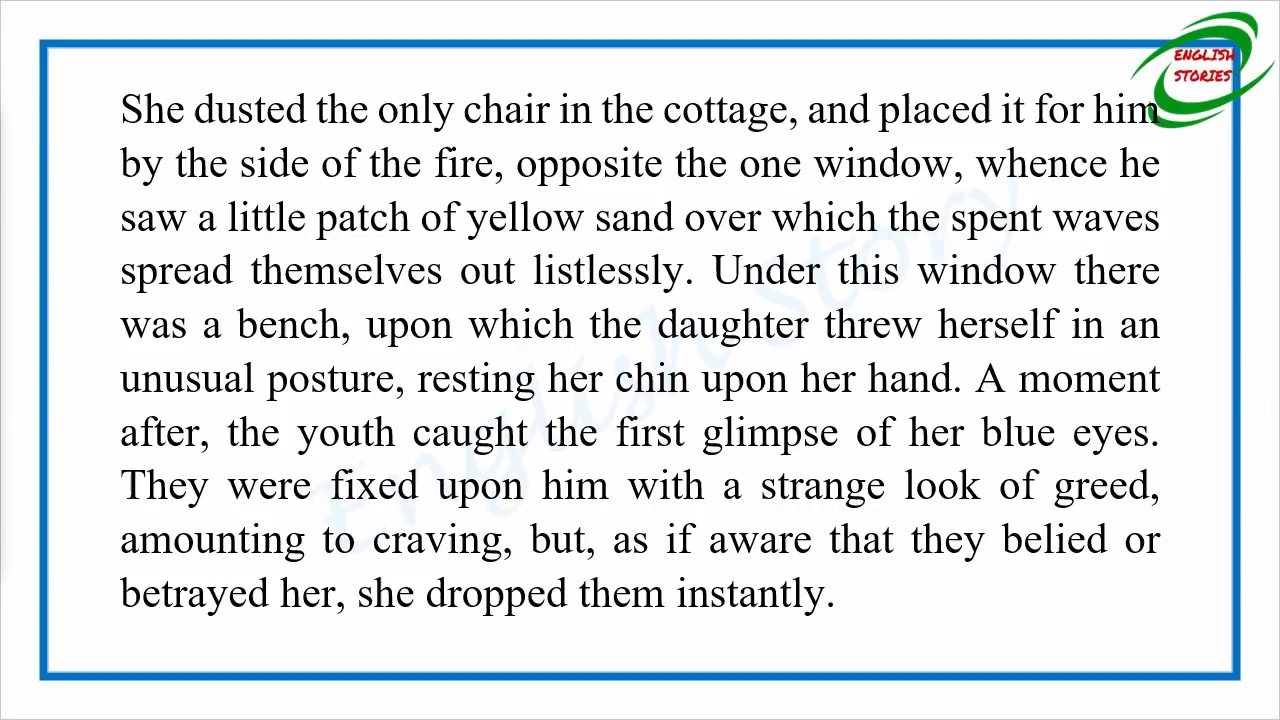 ENGLISH
STORIES
She dusted the only chair in the cottage, and placed it for him
by the side of the fire, opposite the one window, whence he
saw a little patch of yellow sand over which the spent waves
spread themselves out listlessly. Under this window there
was a bench, upon which the daughter threw herself in an
unusual posture, resting her chin upon her hand. A moment
after, the youth caught the first glimpse of her blue eyes.
They were fixed upon him with a strange look of greed,
amounting to craving, but, as if aware that they belied or
betrayed her, she dropped them instantly.
English Story